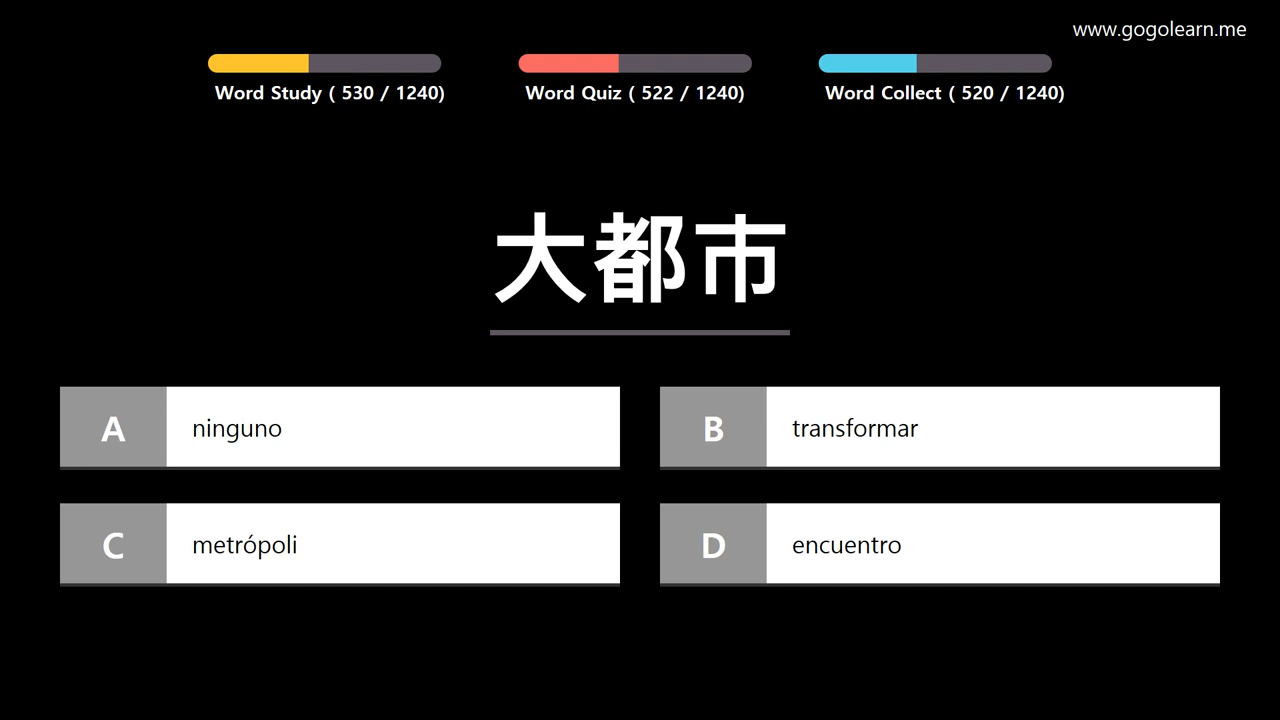 www.gogolearn.me
Word Study ( 530 / 1240)
Word Quiz ( 522 / 1240)
Word Collect ( 520 / 1240)
大都市
A ninguno
B transformar
C metrópoli
D encuentro